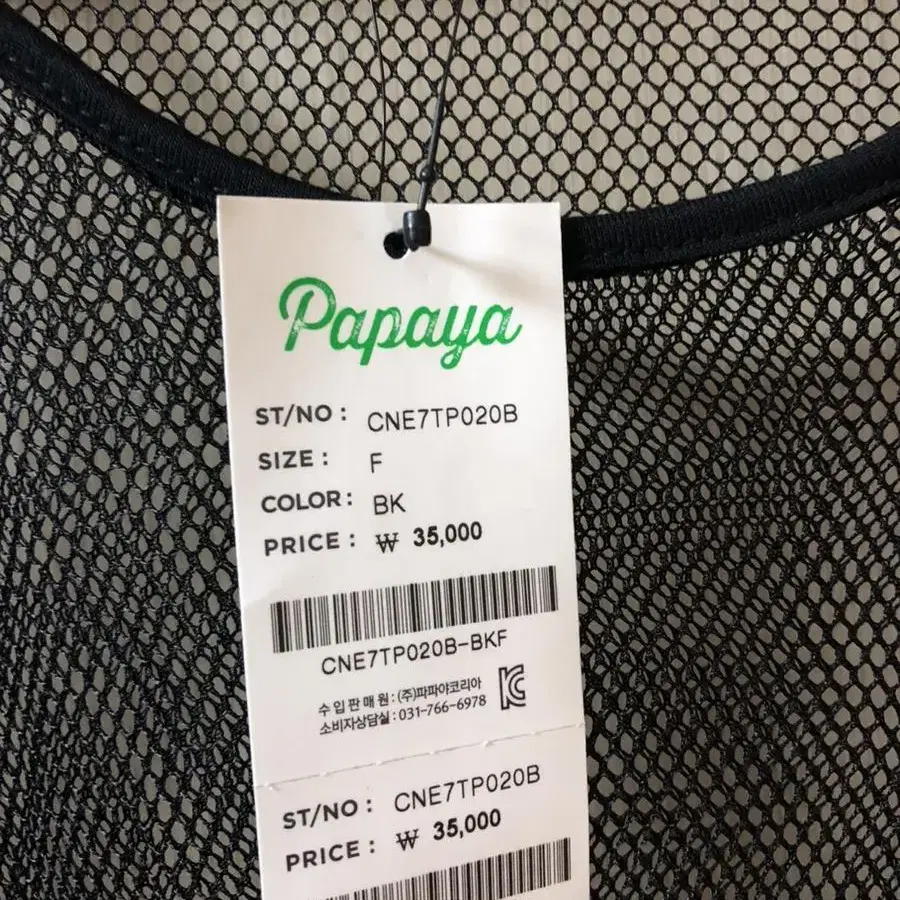 Papaya
ST/NO : CNE7TP020B
SIZE : F
COLOR : BK
PRICE : ₩ 35,000
CNE7TP020B-BKF
수 입 판 매 원 : (주)파파야코리아
소비자상담실 : 031-766-6978
ST/NO : CNE7TP020B
PRICE : ₩ 35,000